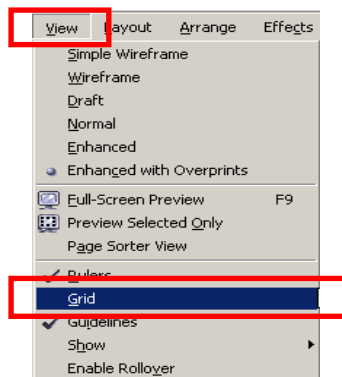 View Layout Arrange Effects
Simple Wireframe
Wireframe
Draft
Normal
Enhanced
Enhanced with Overprints
Full-Screen Preview F9
Preview Selected Only
Page Sorter View
Rulers
Grid
Guidelines
Show
Enable Rollover